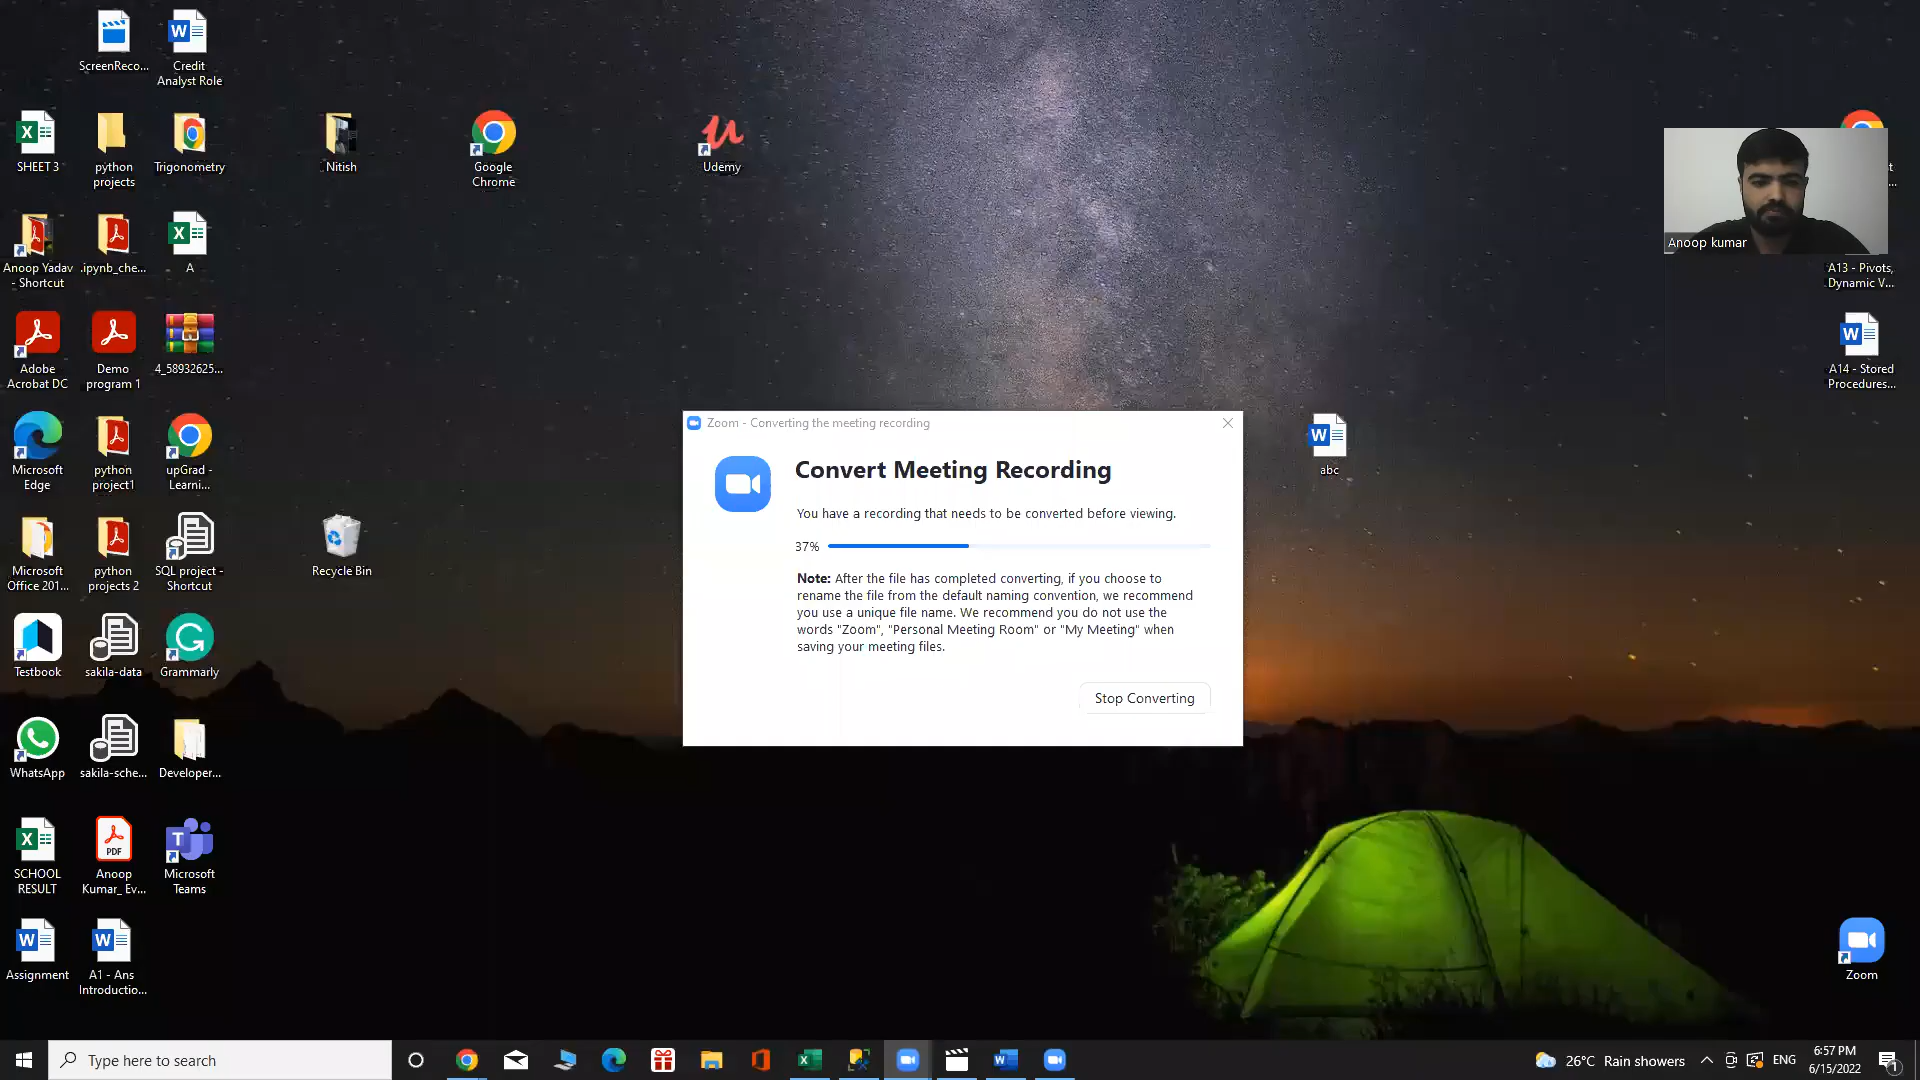 ScreenReco...
Credit
Analyst Role
SHEET 3
python
projects
Trigonometry
Nitish
Google
Chrome
Udemy
Anoop kumar
Anoop Yadav
- Shortcut
.ipynb_che...
A
A13 - Pivots,
Dynamic V...
Adobe
Acrobat DC
Demo
program 1
4_58932625...
A14 - Stored
Procedures...
Microsoft
Edge
python
project1
upGrad -
Learni...
Zoom - Converting the meeting recording
Convert Meeting Recording
You have a recording that needs to be converted before viewing.
37%
Note: After the file has completed converting, if you choose to
rename the file from the default naming convention, we recommend
you use a unique file name. We recommend you do not use the
words "Zoom", "Personal Meeting Room" or "My Meeting" when
saving your meeting files.
Stop Converting
abc
Microsoft
Office 201...
python
projects 2
SQL project -
Shortcut
Recycle Bin
Testbook
sakila-data
Grammarly
WhatsApp
sakila-sche...
Developer...
SCHOOL
RESULT
PDF
Anoop
Kumar_ Ev...
Microsoft
Teams
Assignment
A1 - Ans
Introductio...
Zoom
Type here to search
26°C Rain showers
ENG
6:57 PM
6/15/2022
1